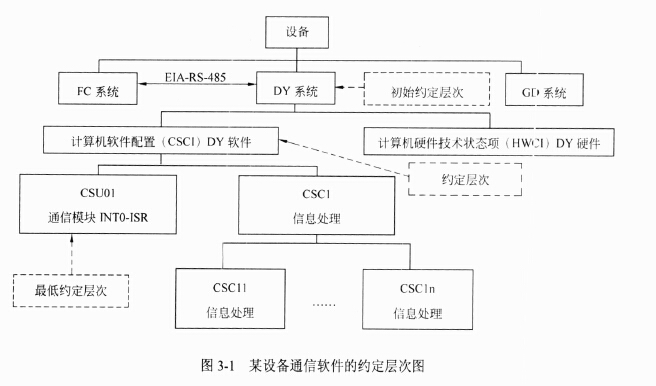 设备
FC 系统
EIA-RS-485
DY 系统
初始约定层次
GD 系统
计算机软件配置（CSCI）DY 软件
计算机硬件技术状态项（HWCI）DY 硬件
约定层次
CSU01
通信模块 INT0-ISR
CSC1
信息处理
最低约定层次
CSC11
信息处理
……
CSC1n
信息处理
图 3-1 某设备通信软件的约定层次图